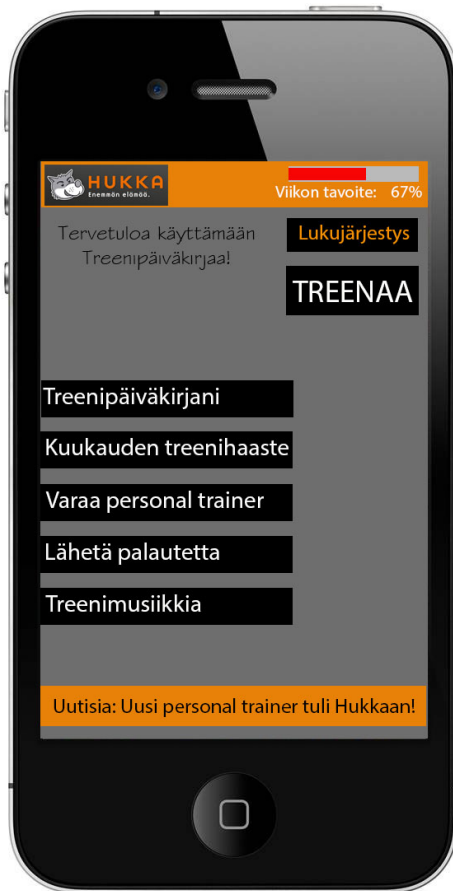 HUKKA
Enemmän elämää.
Viikon tavoite: 67%
Tervetuloa käyttämään
Treenipäiväkirjaa!
Lukujärjestys
TREENAA
Treenipäiväkirjani
Kuukauden treenihaaste
Varaa personal trainer
Lähetä palautetta
Treenimusiikkia
Uutisia: Uusi personal trainer tuli Hukkaan!